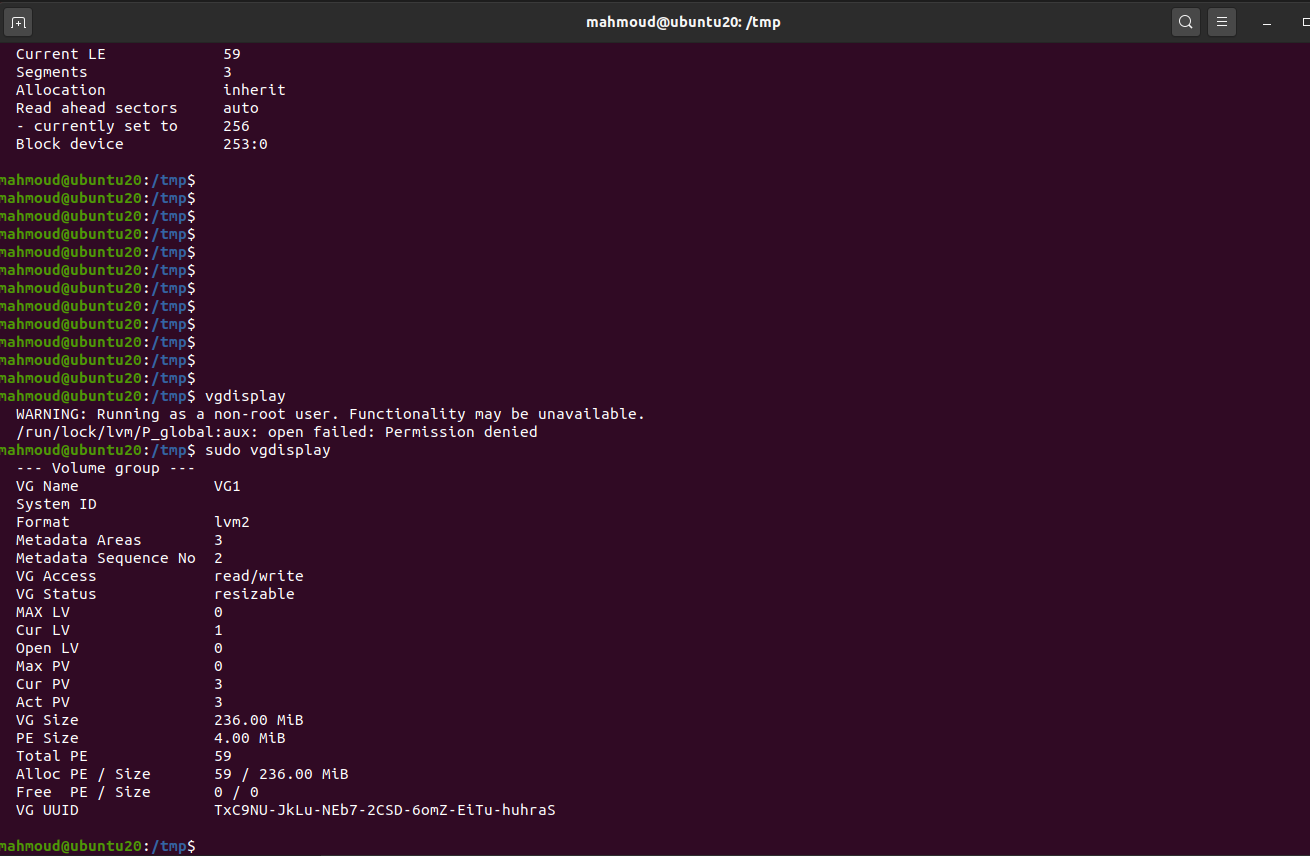 mahmoud@ubuntu20: /tmp
Current LE 59
Segments 3
Allocation inherit
Read ahead sectors auto
- currently set to 256
Block device 253:0
mahmoud@ubuntu20:/tmp$
mahmoud@ubuntu20:/tmp$
mahmoud@ubuntu20:/tmp$
mahmoud@ubuntu20:/tmp$
mahmoud@ubuntu20:/tmp$
mahmoud@ubuntu20:/tmp$
mahmoud@ubuntu20:/tmp$
mahmoud@ubuntu20:/tmp$
mahmoud@ubuntu20:/tmp$
mahmoud@ubuntu20:/tmp$
mahmoud@ubuntu20:/tmp$
mahmoud@ubuntu20:/tmp$
mahmoud@ubuntu20:/tmp$ vgdisplay
WARNING: Running as a non-root user. Functionality may be unavailable.
/run/lock/lvm/P_global:aux: open failed: Permission denied
mahmoud@ubuntu20:/tmp$ sudo vgdisplay
--- Volume group ---
VG Name VG1
System ID
Format lvm2
Metadata Areas 3
Metadata Sequence No 2
VG Access read/write
VG Status resizable
MAX LV 0
Cur LV 1
Open LV 0
Max PV 0
Cur PV 3
Act PV 3
VG Size 236.00 MiB
PE Size 4.00 MiB
Total PE 59
Alloc PE / Size 59 / 236.00 MiB
Free PE / Size 0 / 0
VG UUID TxC9NU-JkLu-NEb7-2CSD-6omZ-EiTu-huhraS
mahmoud@ubuntu20:/tmp$